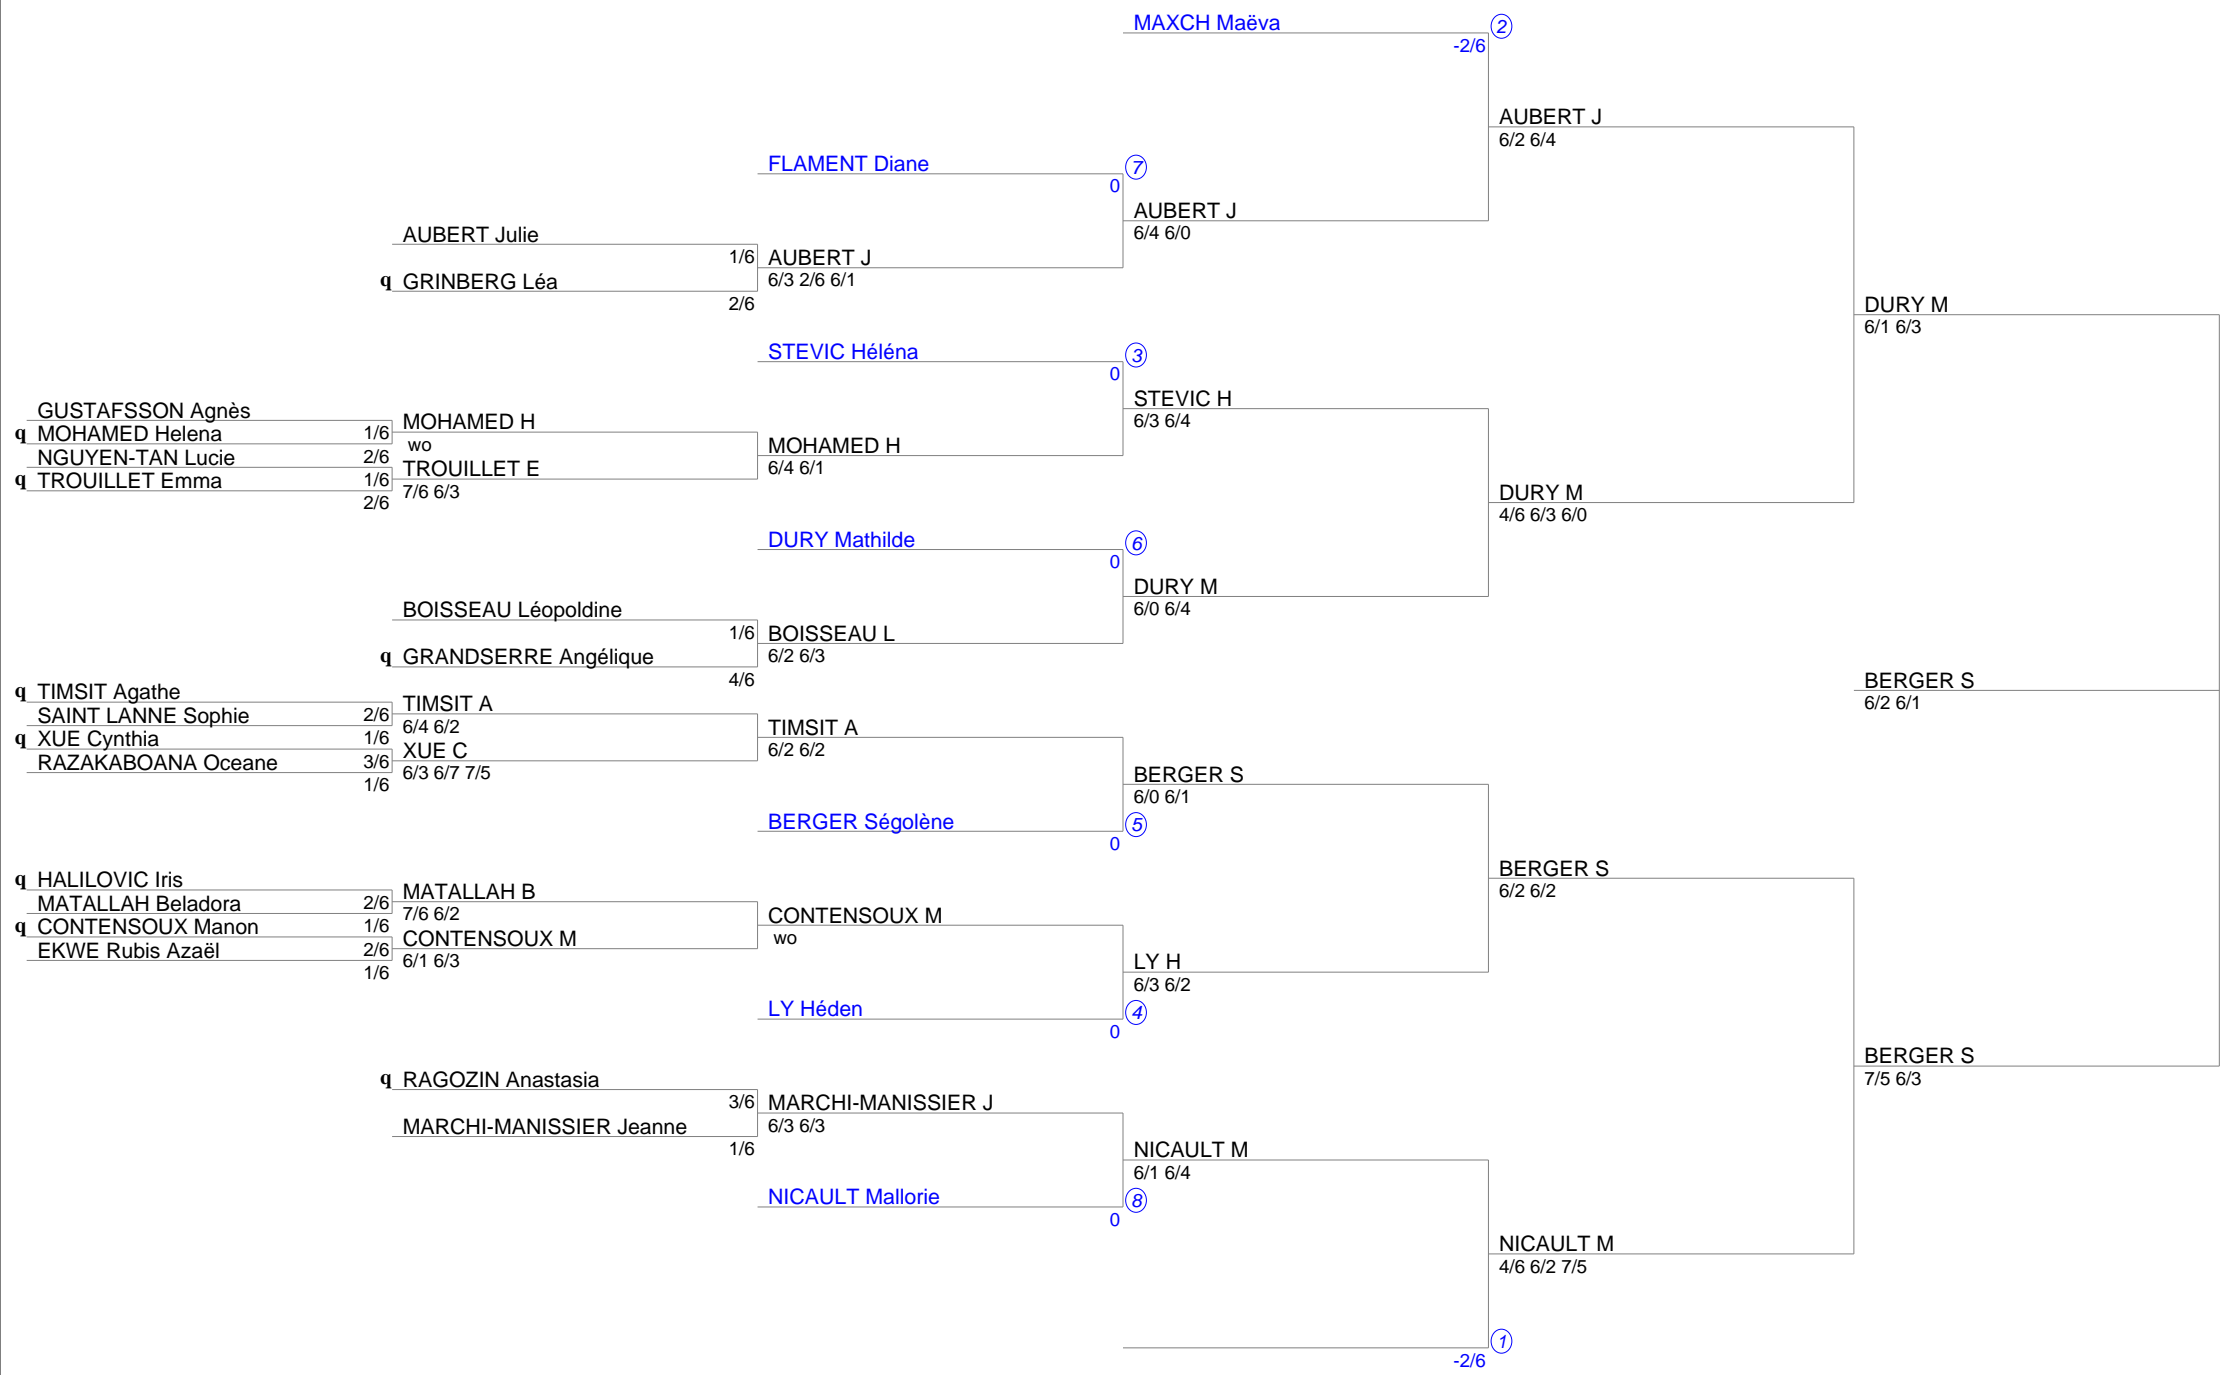 MAXCH Maëva
2
-2/6
AUBERT J
6/2 6/4
FLAMENT Diane
7
0
AUBERT J
6/4 6/0
AUBERT Julie
1/6
AUBERT J
6/3 2/6 6/1
q GRINBERG Léa
2/6
DURY M
6/1 6/3
STEVIC Héléna
3
0
STEVIC H
6/3 6/4
GUSTAFSSON Agnès
1/6
q MOHAMED Helena
2/6
MOHAMED H
wo
NGUYEN-TAN Lucie
1/6
q TROUILLET Emma
2/6
TROUILLET E
7/6 6/3
MOHAMED H
6/4 6/1
DURY M
4/6 6/3 6/0
DURY Mathilde
6
0
DURY M
6/0 6/4
BOISSEAU Léopoldine
1/6
BOISSEAU L
6/2 6/3
q GRANDSERRE Angélique
4/6
BERGER S
6/2 6/1
q TIMSIT Agathe
2/6
SAINT LANNE Sophie
1/6
TIMSIT A
6/4 6/2
q XUE Cynthia
3/6
RAZAKABOANA Oceane
1/6
XUE C
6/3 6/7 7/5
TIMSIT A
6/2 6/2
BERGER S
6/0 6/1
BERGER Ségolène
5
0
BERGER S
6/2 6/2
q HALILOVIC Iris
2/6
MATALLAH Beladora
1/6
MATALLAH B
7/6 6/2
q CONTENSOUX Manon
2/6
EKWE Rubis Azaël
1/6
CONTENSOUX M
6/1 6/3
CONTENSOUX M
wo
LY H
6/3 6/2
LY Héden
4
0
BERGER S
7/5 6/3
q RAGOZIN Anastasia
3/6
MARCHI-MANISSIER J
6/3 6/3
MARCHI-MANISSIER Jeanne
1/6
NICAULT M
6/1 6/4
NICAULT Mallorie
8
0
NICAULT M
4/6 6/2 7/5
1
-2/6